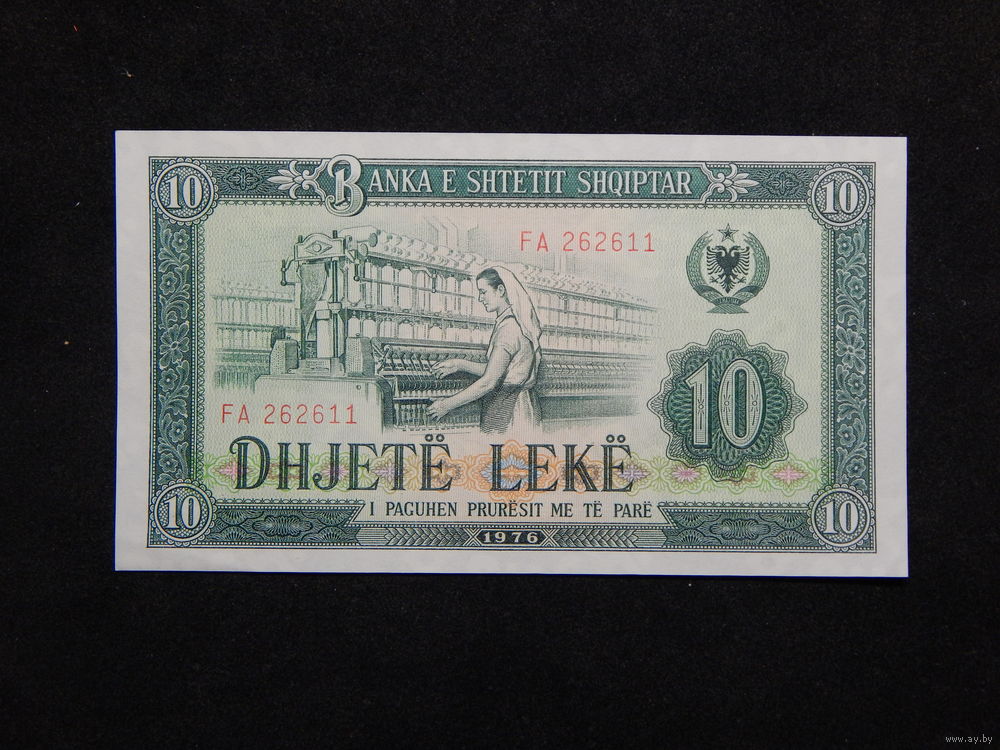 10 BANKA E SHTETIT SHQIPTAR 10
FA 262611
10
FA 262611
DHJETË LEKË
I PAGUHEN PRURËSIT ME TË PARË
10 1976 10
www.ay.by